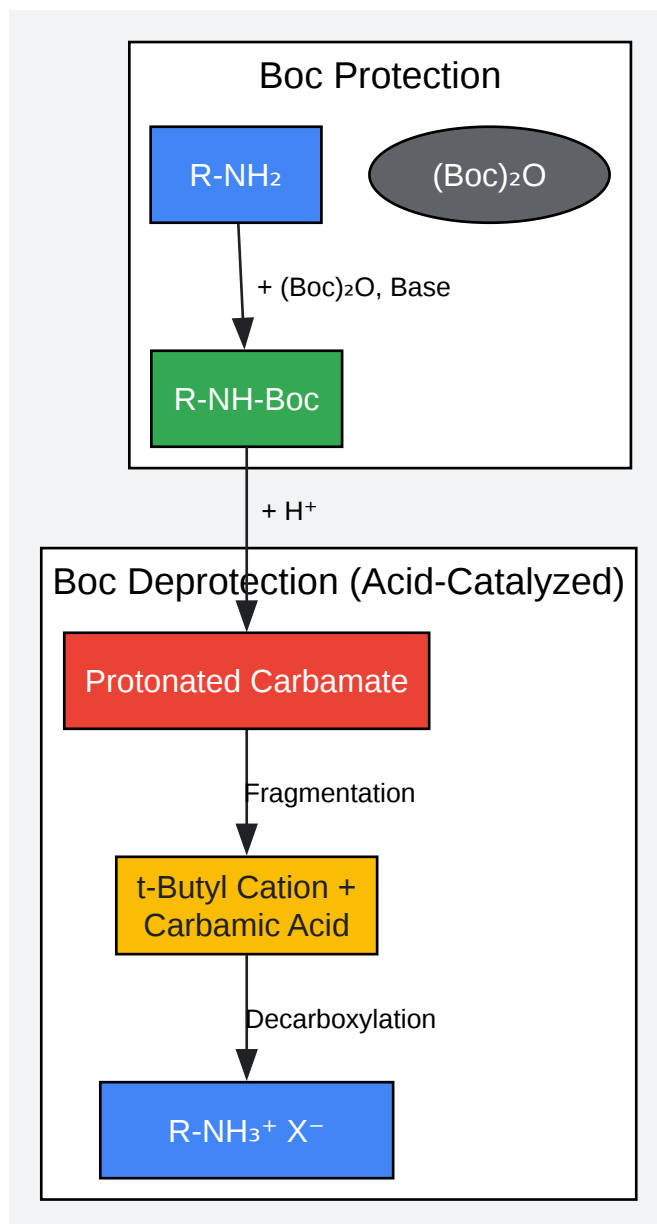 Boc Protection
R-NH₂
(Boc)₂O
+ (Boc)₂O, Base
R-NH-Boc
+ H⁺
Boc Deprotection (Acid-Catalyzed)
Protonated Carbamate
Fragmentation
t-Butyl Cation +
Carbamic Acid
Decarboxylation
R-NH₃⁺ X⁻